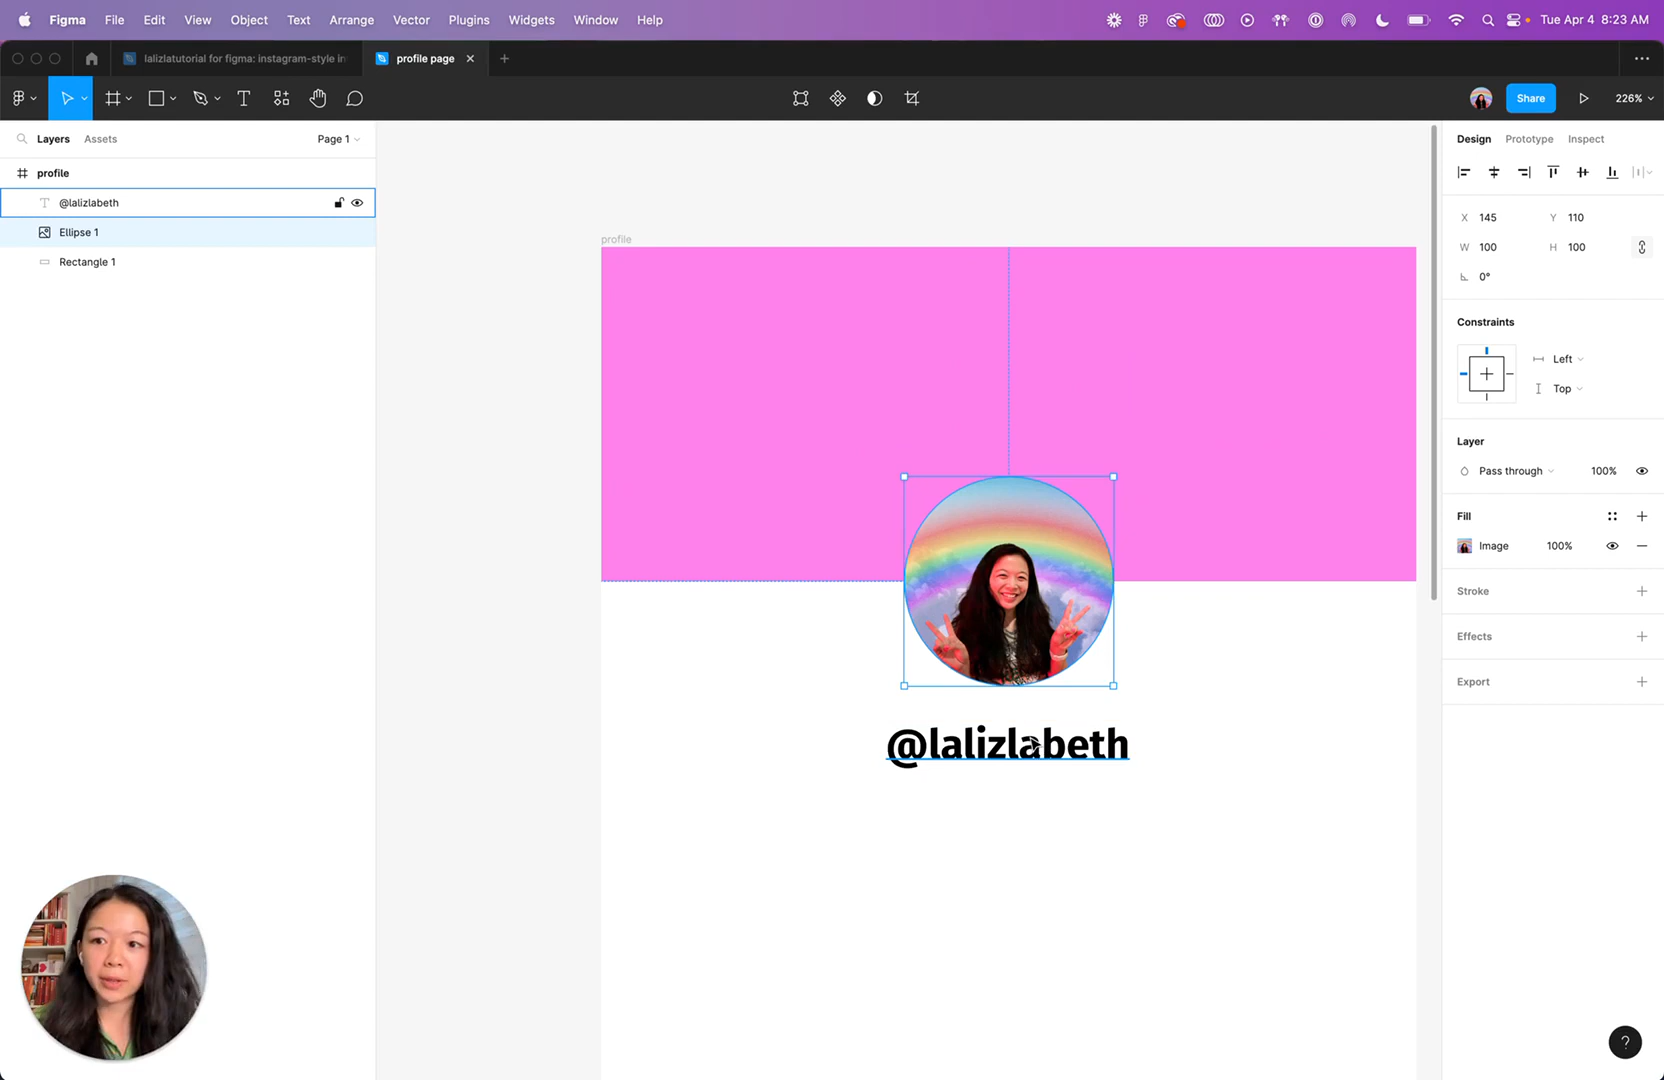 Figma File Edit View Object Text Arrange Vector Plugins Widgets Window Help Tue Apr 4 8:23 AM
lalizlatutorial for figma: instagram-style in profile page
Share 226%
Layers Assets Page 1
profile
@lalizlabeth
Ellipse 1
Rectangle 1
profile
@lalizlabeth
Design Prototype Inspect
X 145 Y 110
W 100 H 100
0°
Constraints
Left
Top
Layer
Pass through 100%
Fill
Image 100%
Stroke
Effects
Export
?